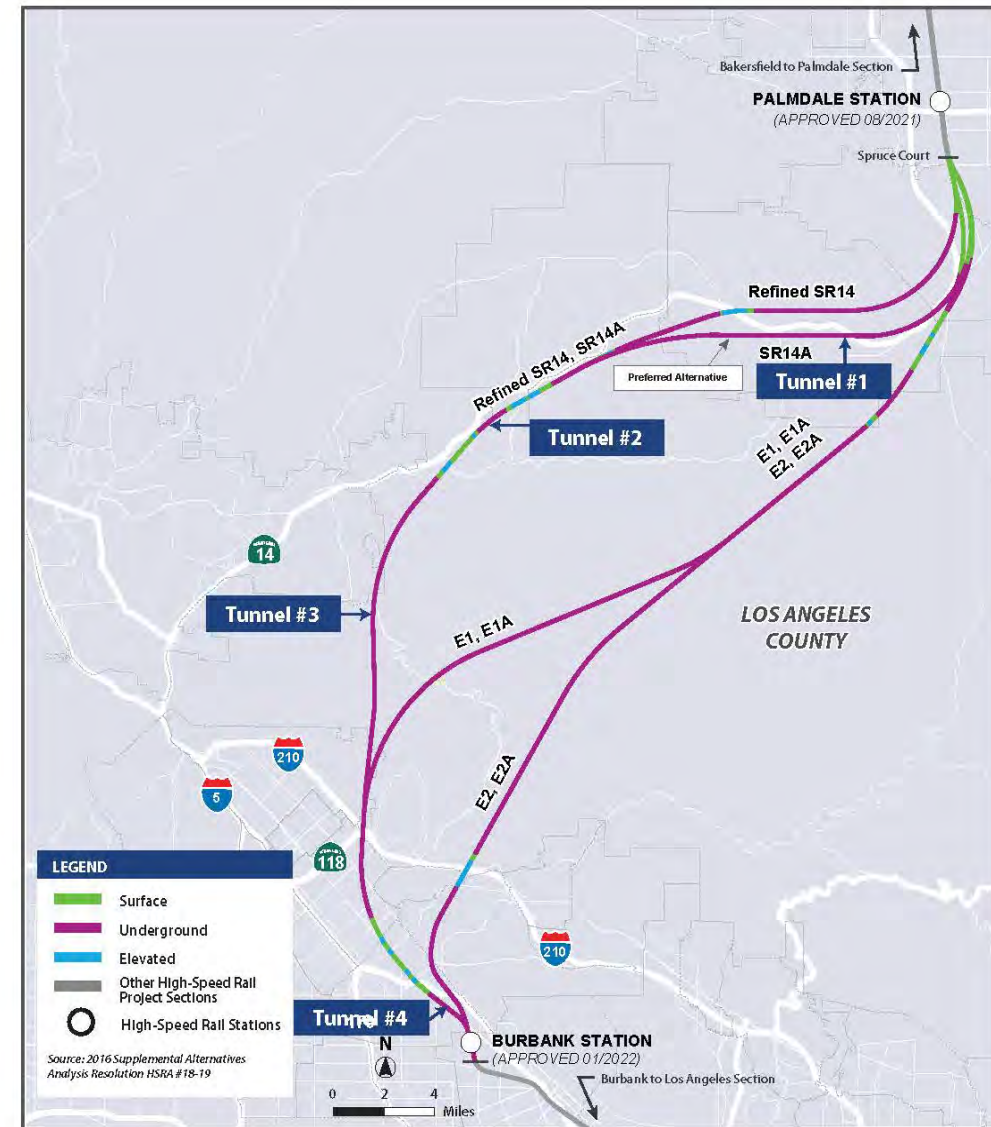 Bakersfield to Palmdale Section
PALMDALE STATION
(APPROVED 08/2021)
Spruce Court
Refined SR14
SR14A
Preferred Alternative
Tunnel #1
Refined SR14, SR14A
Tunnel #2
E1, E1A
E2, E2A
14
Tunnel #3
LOS ANGELES
COUNTY
E1, E1A
E2, E2A
210
5
118
210
LEGEND
Surface
Underground
Elevated
Other High-Speed Rail
Project Sections
High-Speed Rail Stations
Source: 2016 Supplemental Alternatives
Analysis Resolution HSRA #18-19
Tunnel #4
N
0 2 4
Miles
BURBANK STATION
(APPROVED 01/2022)
Burbank to Los Angeles Section